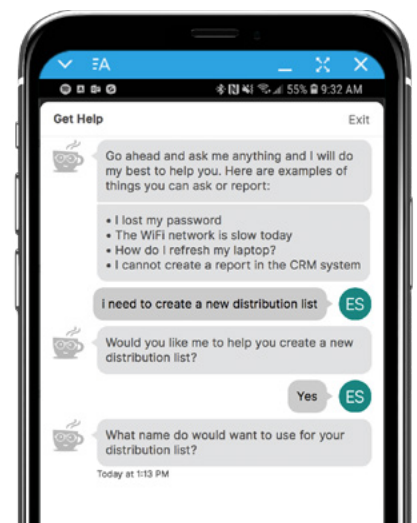 ΞA
55% 9:32 AM
Get Help
Exit
Go ahead and ask me anything and I will do
my best to help you. Here are examples of
things you can ask or report:
• I lost my password
• The WiFi network is slow today
• How do I refresh my laptop?
• I cannot create a report in the CRM system
i need to create a new distribution list
ES
Would you like me to help you create a new
distribution list?
Yes
ES
What name do would want to use for your
distribution list?
Today at 1:13 PM